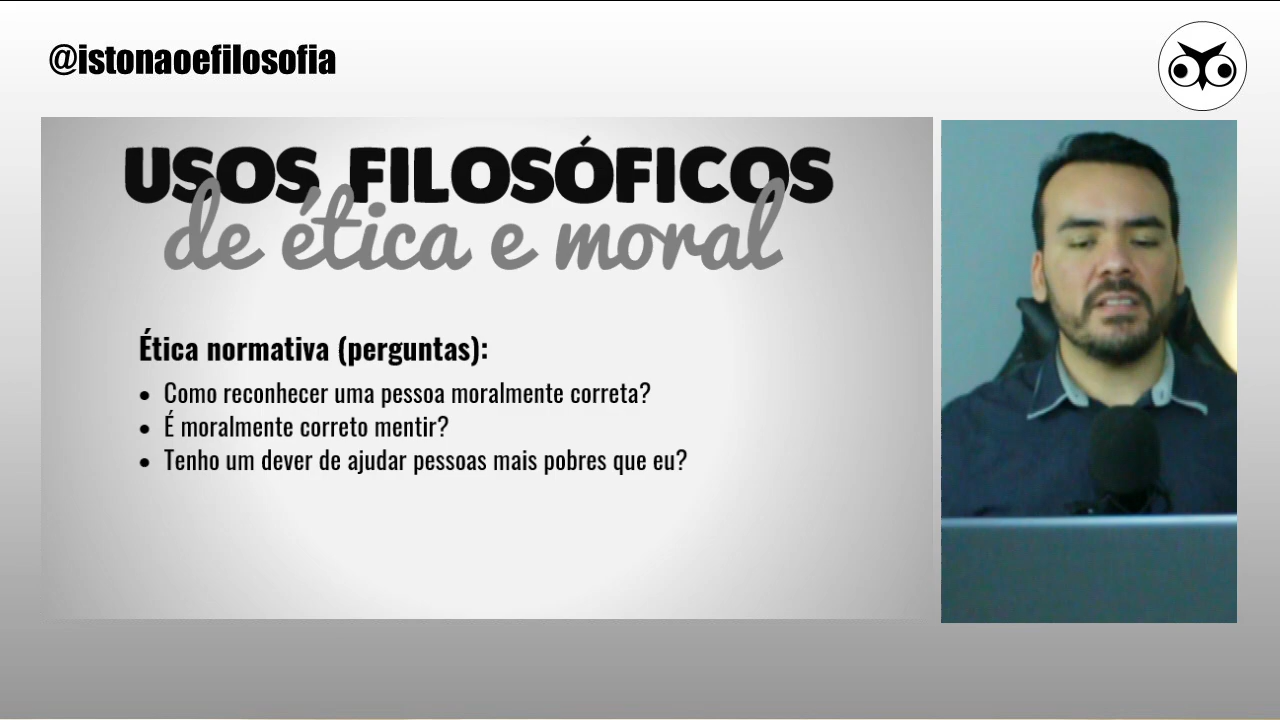 @istonaoefilosofia
USOS FILOSÓFICOS
de ética e moral
Ética normativa (perguntas):
• Como reconhecer uma pessoa moralmente correta?
• É moralmente correto mentir?
• Tenho um dever de ajudar pessoas mais pobres que eu?